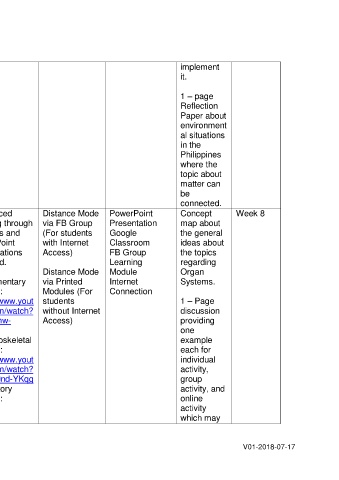 implement
it.
1 – page
Reflection
Paper about
environment
al situations
in the
Philippines
where the
topic about
matter can
be
connected.
ced
g through
s and
Point
ations
d.
mentary
:
www.yout
m/watch?
nw-
oskeletal
:
www.yout
m/watch?
Ind-YKqg
ory
:
Distance Mode
via FB Group
(For students
with Internet
Access)
Distance Mode
via Printed
Modules (For
students
without Internet
Access)
PowerPoint
Presentation
Google
Classroom
FB Group
Learning
Module
Internet
Connection
Concept
map about
the general
ideas about
the topics
regarding
Organ
Systems.
1 – Page
discussion
providing
one
example
each for
individual
activity,
group
activity, and
online
activity
which may
Week 8
V01-2018-07-17